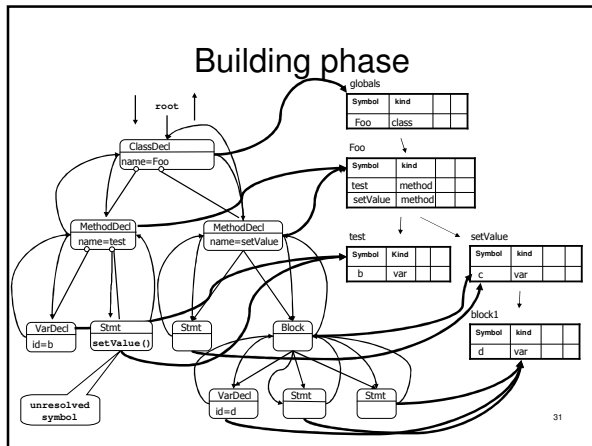 Building phase
root
globals
Symbol kind
Foo class
ClassDecl
name=Foo
Foo
Symbol kind
test method
setValue method
MethodDecl
name=test
MethodDecl
name=setValue
test
Symbol Kind
b var
setValue
Symbol kind
c var
VarDecl
id=b
Stmt
setValue()
Stmt
Block
block1
Symbol kind
d var
unresolved
symbol
VarDecl
id=d
Stmt
Stmt
31